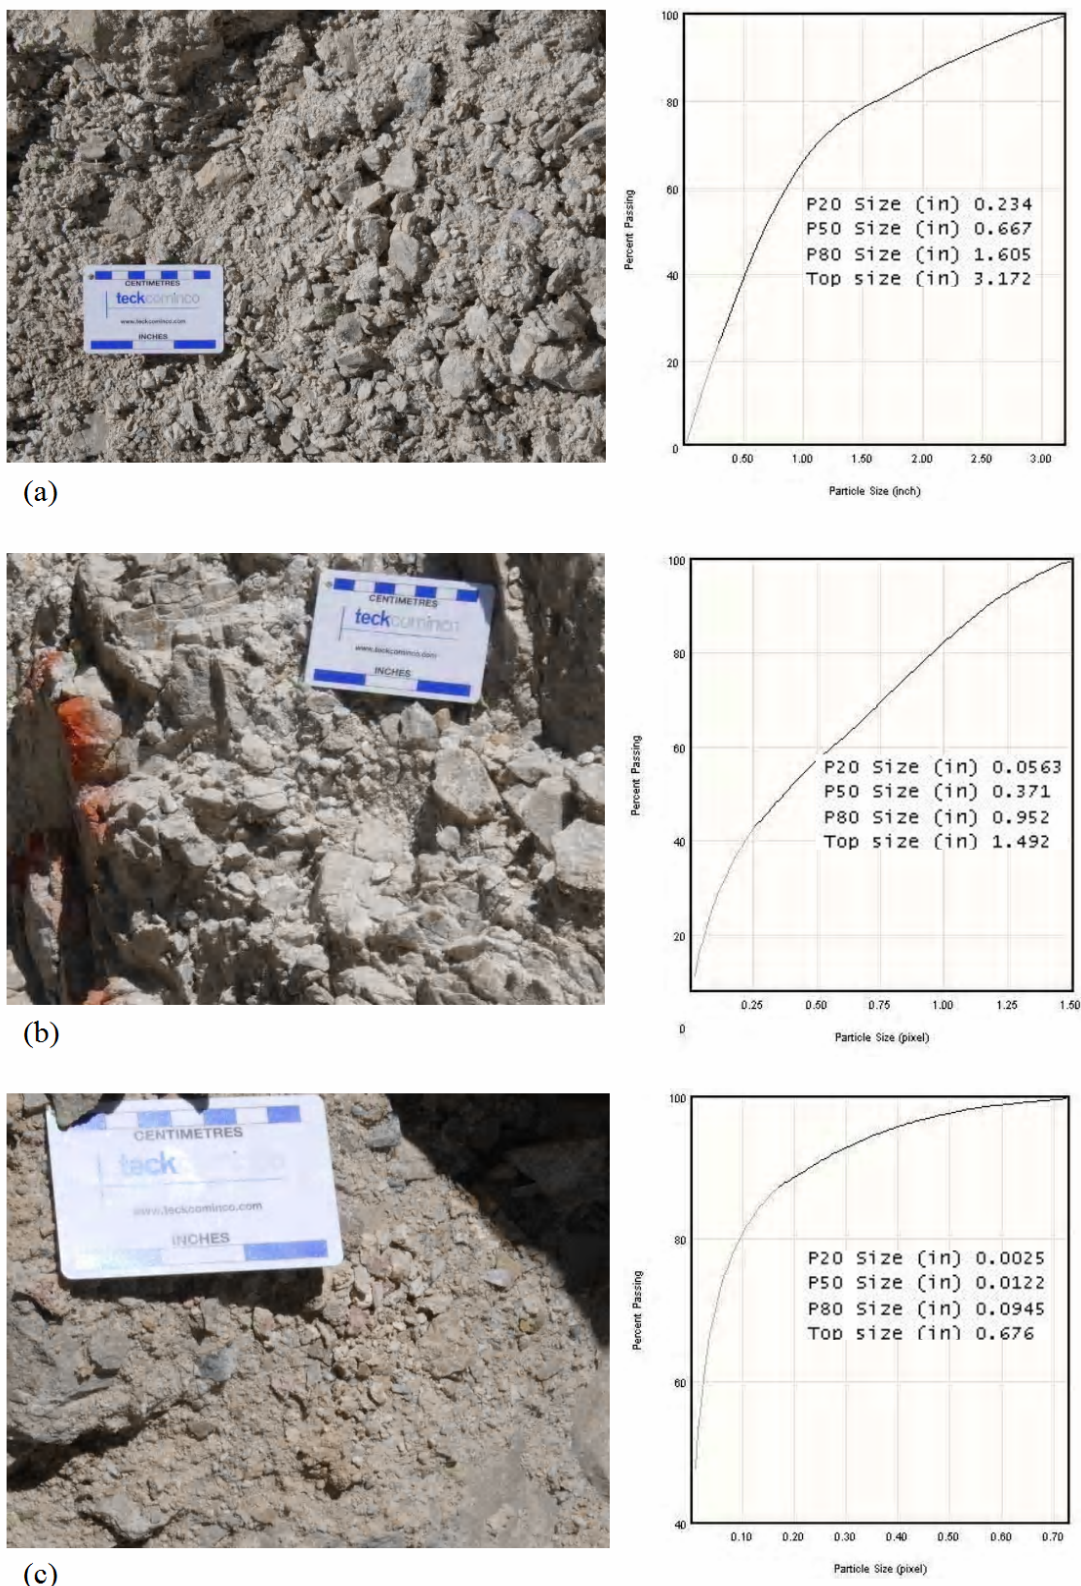 CENTIMETRES
teckcominco
www.teckcominco.com
INCHES
100
80
60
40
20
0
Percent Passing
P20 Size (in) 0.234
P50 Size (in) 0.667
P80 Size (in) 1.605
Top size (in) 3.172
0.50 1.00 1.50 2.00 2.50 3.00
Particle Size (inch)
(a)
CENTIMETRES
teckcominco
www.teckcominco.com
INCHES
100
80
60
40
20
0
Percent Passing
P20 Size (in) 0.0563
P50 Size (in) 0.371
P80 Size (in) 0.952
Top size (in) 1.492
0.25 0.50 0.75 1.00 1.25 1.50
Particle Size (pixel)
(b)
CENTIMETRES
teck
www.teckcominco.com
INCHES
100
80
60
40
Percent Passing
P20 Size (in) 0.0025
P50 Size (in) 0.0122
P80 Size (in) 0.0945
Top size (in) 0.676
0.10 0.20 0.30 0.40 0.50 0.60 0.70
Particle Size (pixel)
(c)